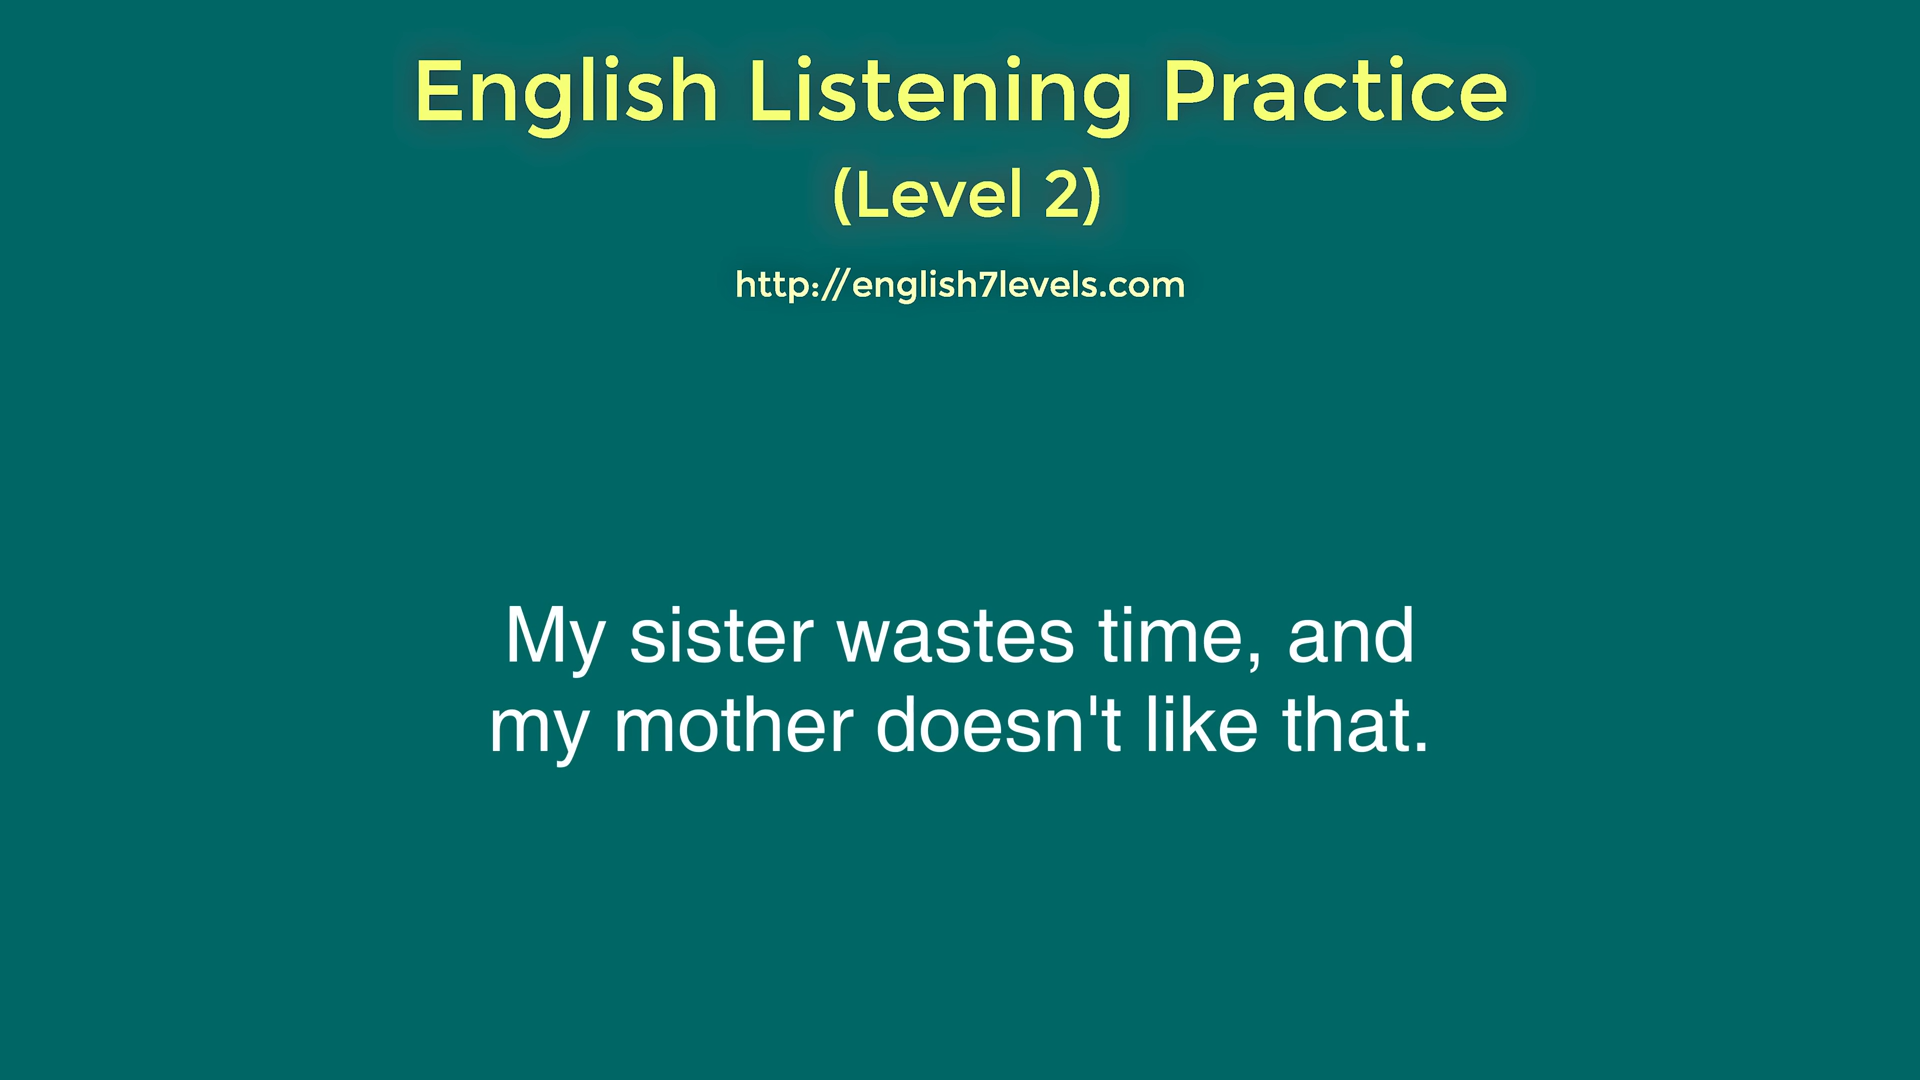 English Listening Practice
(Level 2)
http://english7levels.com
My sister wastes time, and
my mother doesn't like that.